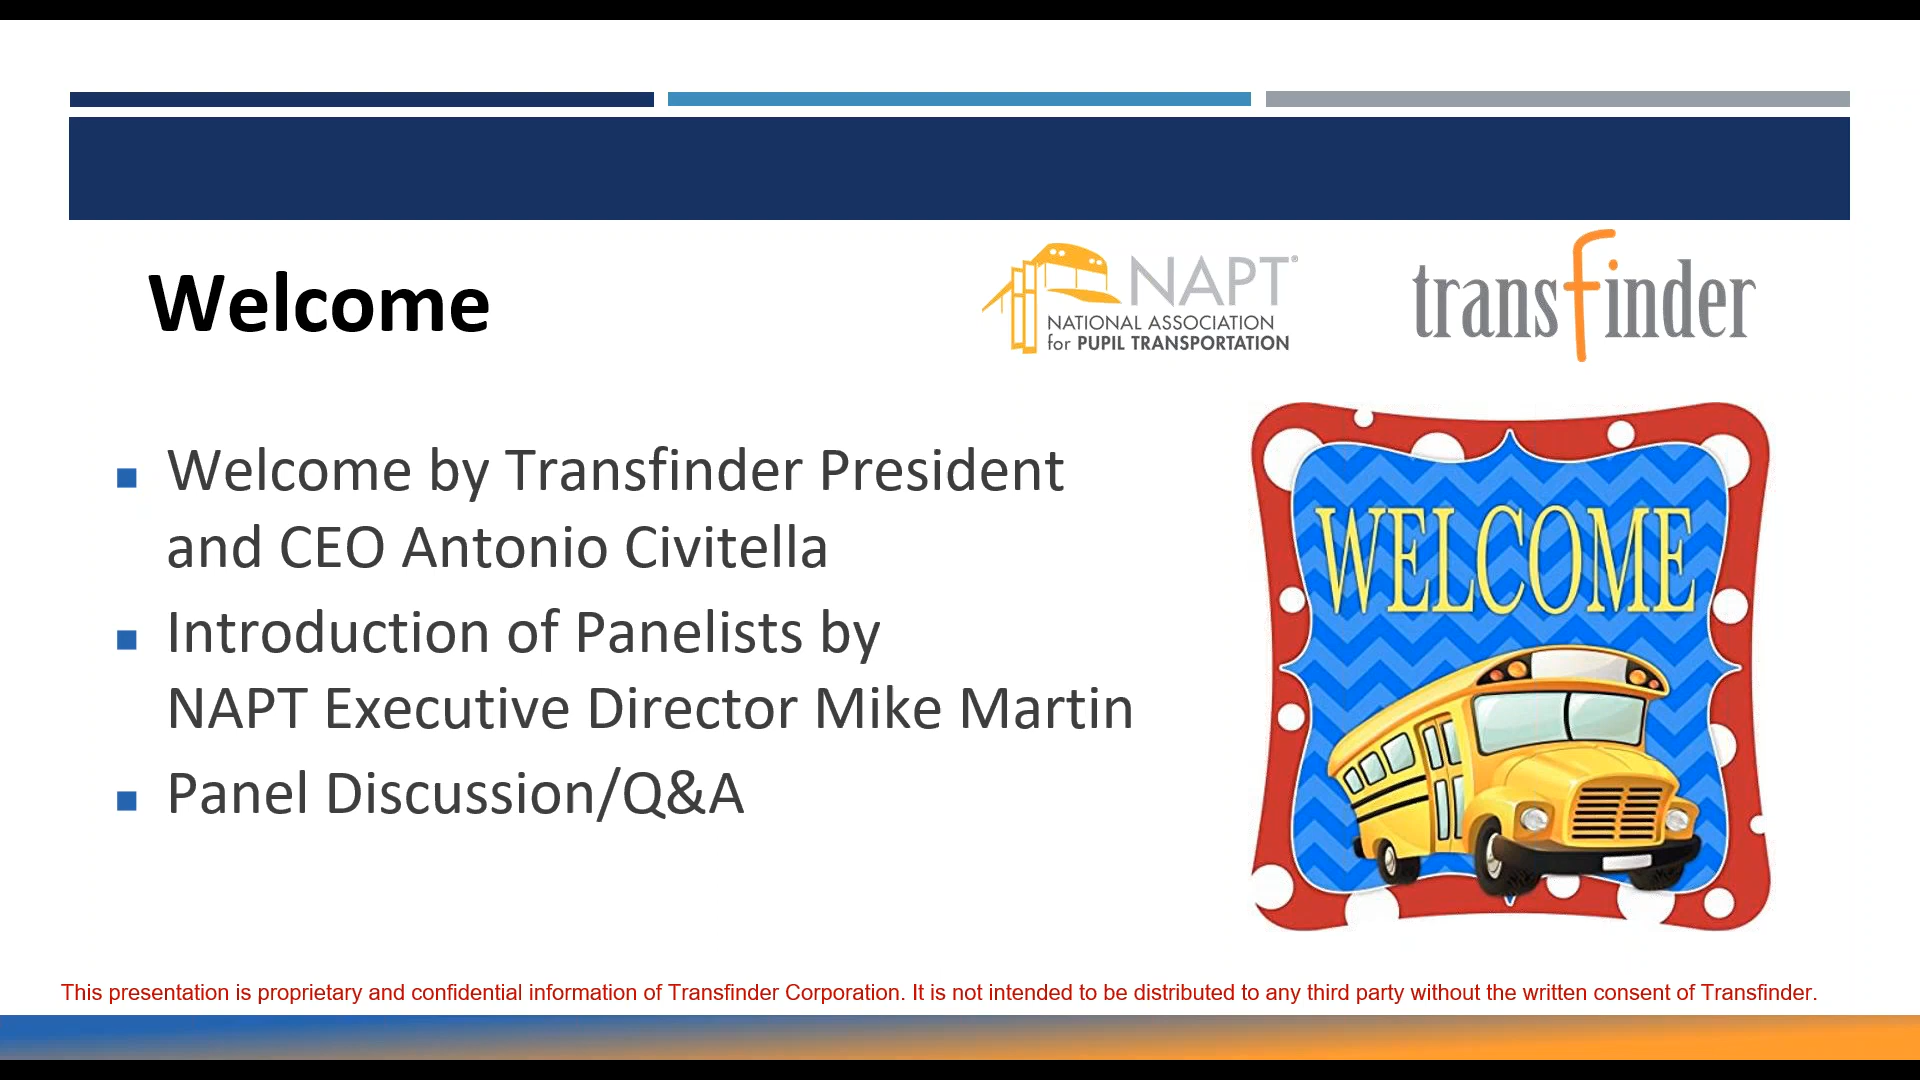 Welcome
NAPT®
NATIONAL ASSOCIATION
for PUPIL TRANSPORTATION
transfinder
Welcome by Transfinder President
and CEO Antonio Civitella
Introduction of Panelists by
NAPT Executive Director Mike Martin
Panel Discussion/Q&A
WELCOME
This presentation is proprietary and confidential information of Transfinder Corporation. It is not intended to be distributed to any third party without the written consent of Transfinder.